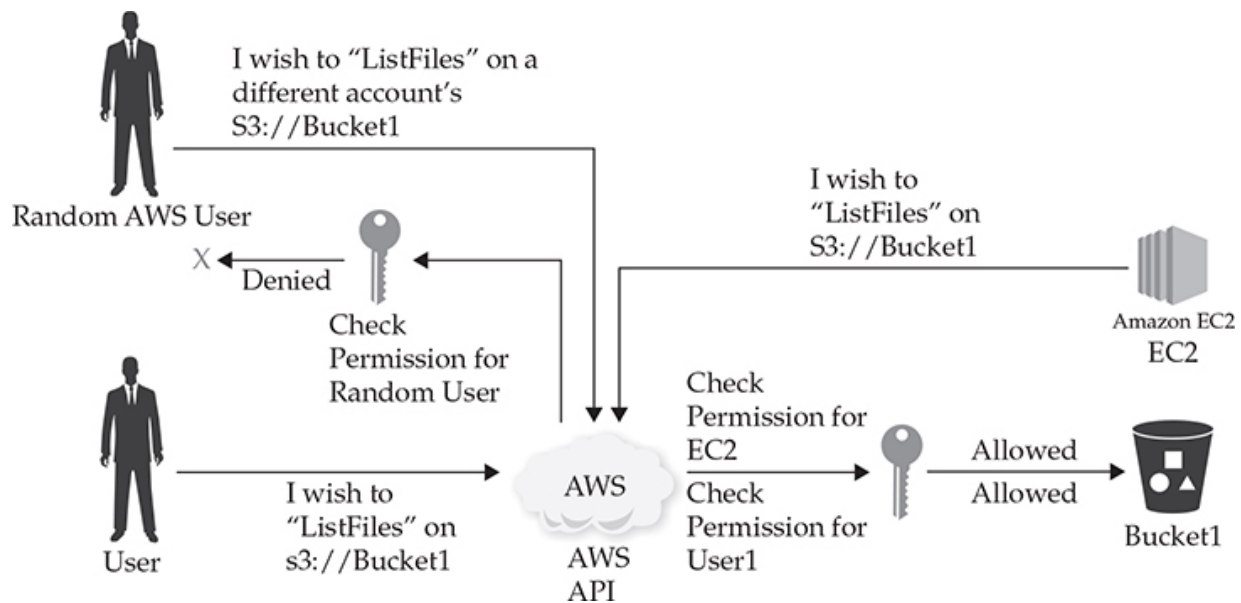 I wish to “ListFiles” on a
different account’s
S3://Bucket1
Random AWS User
X
Denied
Check
Permission for
Random User
I wish to
“ListFiles” on
S3://Bucket1
Amazon EC2
EC2
User
I wish to
“ListFiles” on
s3://Bucket1
AWS
AWS
API
Check
Permission for
EC2
Check
Permission for
User1
Allowed
Allowed
Bucket1